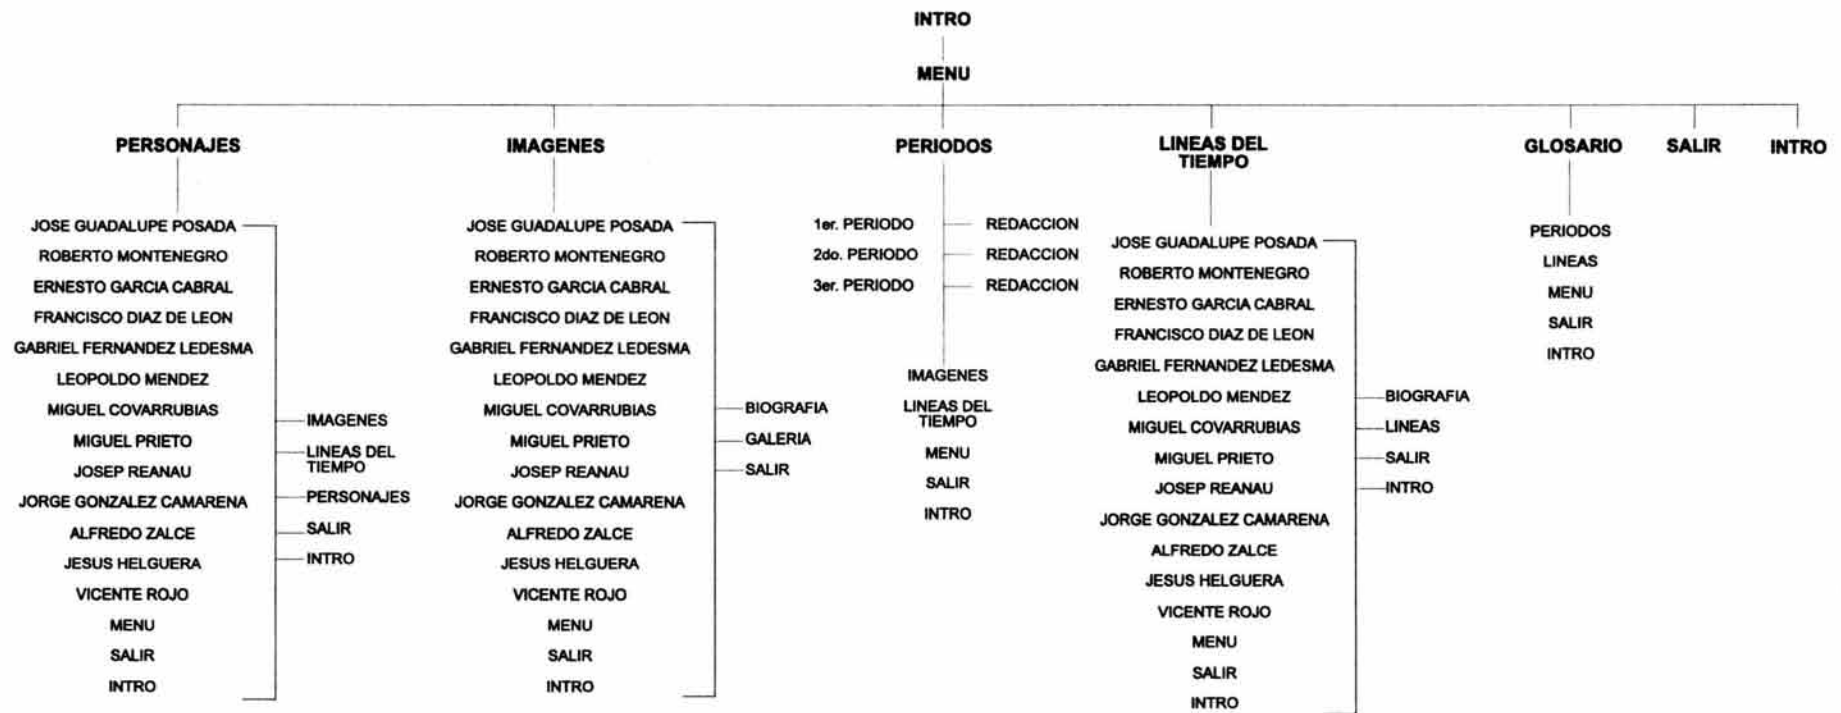 INTRO
MENU
PERSONAJES
IMAGENES
PERIODOS
LINEAS DEL
TIEMPO
GLOSARIO
SALIR
INTRO
JOSE GUADALUPE POSADA
ROBERTO MONTENEGRO
ERNESTO GARCIA CABRAL
FRANCISCO DIAZ DE LEON
GABRIEL FERNANDEZ LEDESMA
LEOPOLDO MENDEZ
MIGUEL COVARRUBIAS
MIGUEL PRIETO
JOSEP REANAU
JORGE GONZALEZ CAMARENA
ALFREDO ZALCE
JESUS HELGUERA
VICENTE ROJO
MENU
SALIR
INTRO
IMAGENES
LINEAS DEL
TIEMPO
PERSONAJES
SALIR
INTRO
JOSE GUADALUPE POSADA
ROBERTO MONTENEGRO
ERNESTO GARCIA CABRAL
FRANCISCO DIAZ DE LEON
GABRIEL FERNANDEZ LEDESMA
LEOPOLDO MENDEZ
MIGUEL COVARRUBIAS
MIGUEL PRIETO
JOSEP REANAU
JORGE GONZALEZ CAMARENA
ALFREDO ZALCE
JESUS HELGUERA
VICENTE ROJO
MENU
SALIR
INTRO
BIOGRAFIA
GALERIA
SALIR
1er. PERIODO REDACCION
2do. PERIODO REDACCION
3er. PERIODO REDACCION
IMAGENES
LINEAS DEL
TIEMPO
MENU
SALIR
INTRO
JOSE GUADALUPE POSADA
ROBERTO MONTENEGRO
ERNESTO GARCIA CABRAL
FRANCISCO DIAZ DE LEON
GABRIEL FERNANDEZ LEDESMA
LEOPOLDO MENDEZ
MIGUEL COVARRUBIAS
MIGUEL PRIETO
JOSEP REANAU
JORGE GONZALEZ CAMARENA
ALFREDO ZALCE
JESUS HELGUERA
VICENTE ROJO
MENU
SALIR
INTRO
BIOGRAFIA
LINEAS
SALIR
INTRO
PERIODOS
LINEAS
MENU
SALIR
INTRO